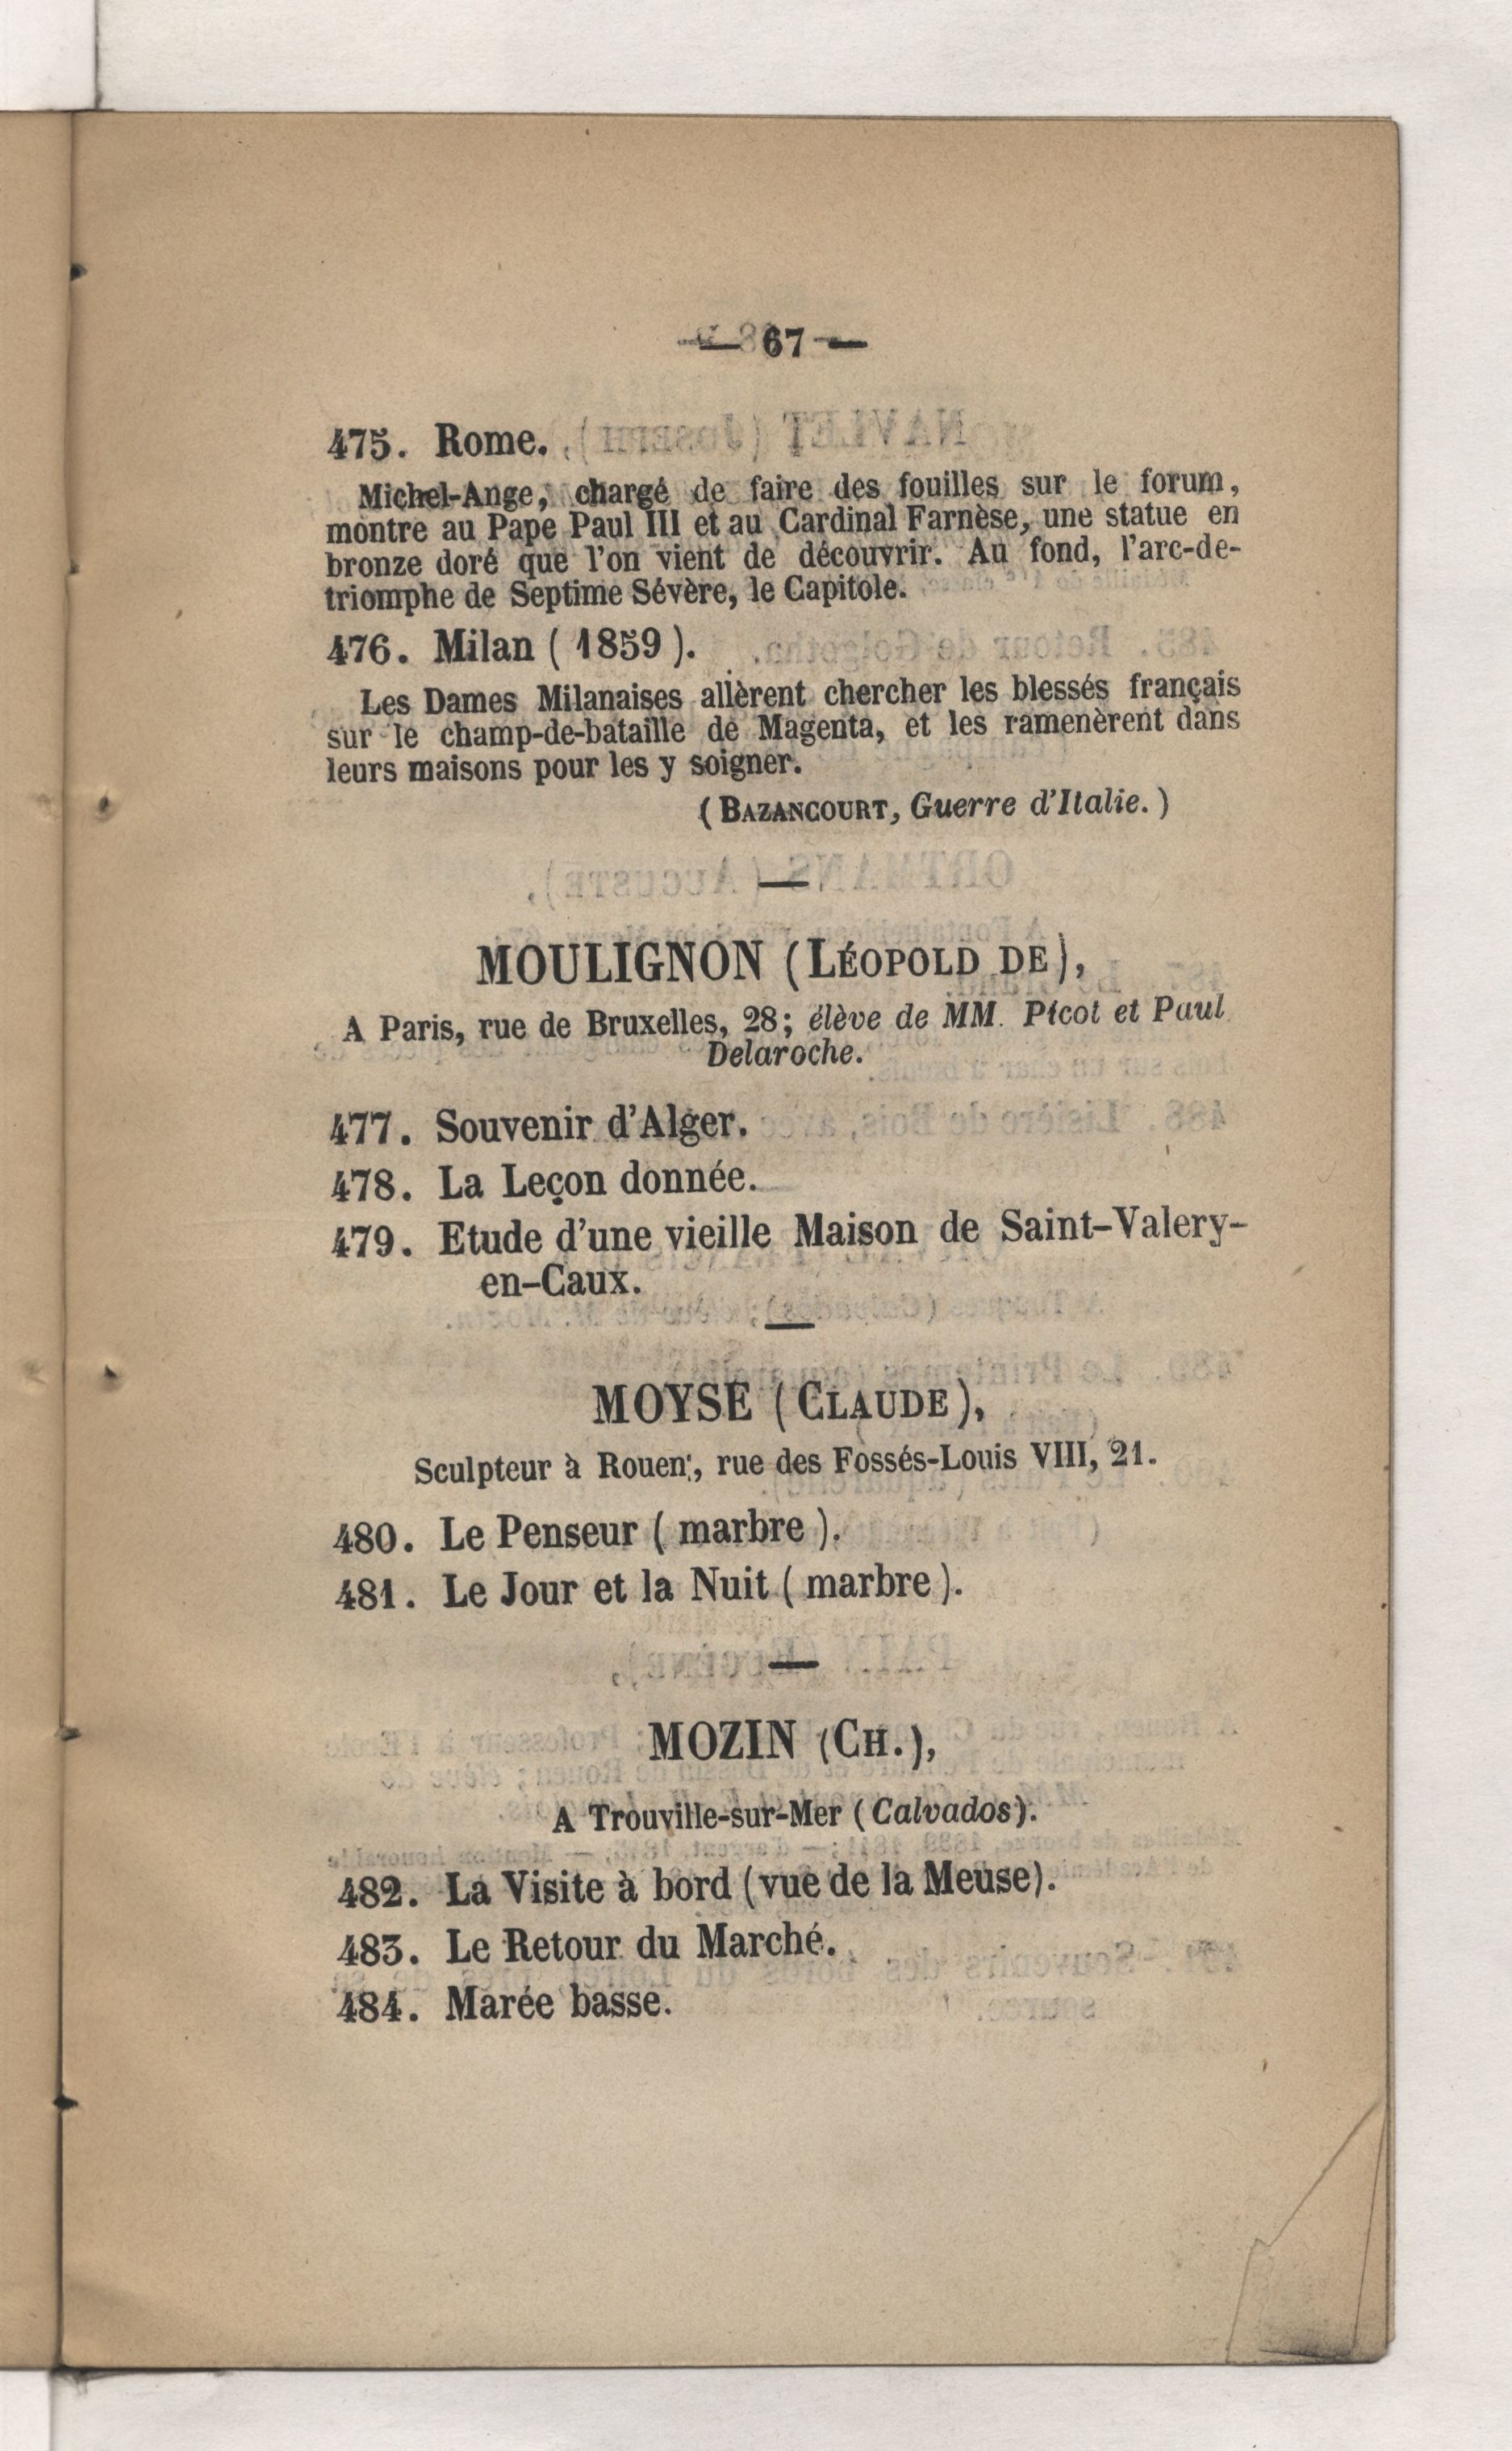 — 67 —
475. Rome.
Michel-Ange, chargé de faire des fouilles sur le forum,
montre au Pape Paul III et au Cardinal Farnèse, une statue en
bronze doré que l'on vient de découvrir. Au fond, l'arc-de-
triomphe de Septime Sévère, le Capitole.
476. Milan ( 1859 ).
Les Dames Milanaises allèrent chercher les blessés français
sur le champ-de-bataille de Magenta, et les ramenèrent dans
leurs maisons pour les y soigner.
( BAZANCOURT, Guerre d'Italie. )
MOULIGNON (LÉOPOLD DE),
A Paris, rue de Bruxelles, 28; élève de MM. Picot et Paul
Delaroche.
477. Souvenir d'Alger.
478. La Leçon donnée.
479. Etude d'une vieille Maison de Saint-Valery-
en-Caux.
MOYSE ( CLAUDE ),
Sculpteur à Rouen, rue des Fossés-Louis VIII, 21.
480. Le Penseur ( marbre ).
481. Le Jour et la Nuit ( marbre ).
MOZIN (CH.),
A Trouville-sur-Mer ( Calvados).
482. La Visite à bord (vue de la Meuse).
483. Le Retour du Marché.
484. Marée basse.